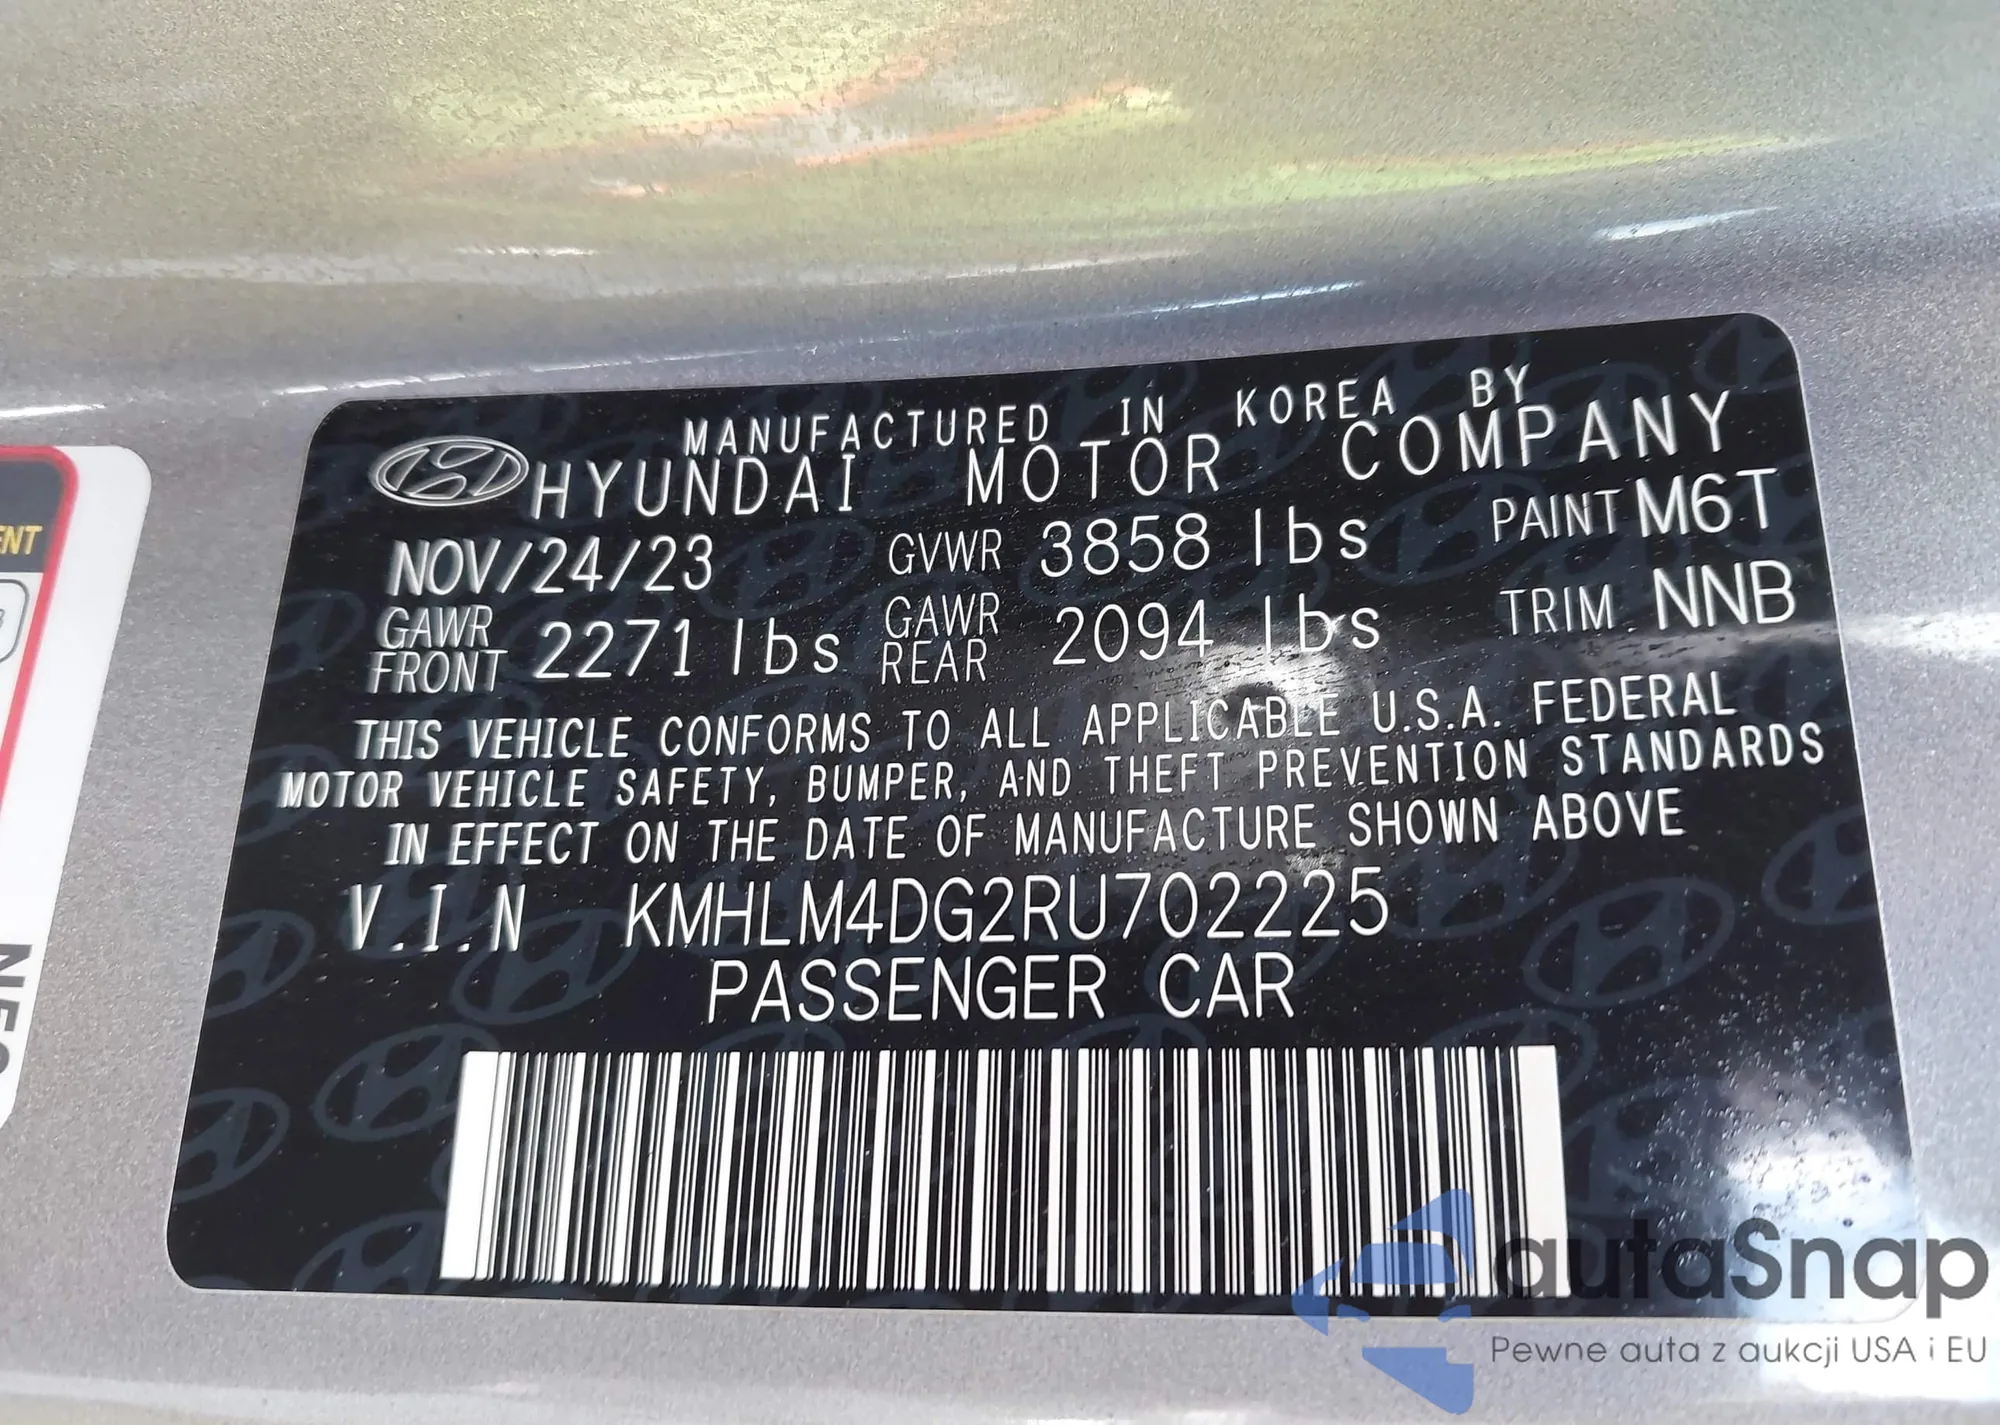 MANUFACTURED IN KOREA BY
HYUNDAI MOTOR COMPANY
NOV/24/23 GVWR 3858 lbs PAINT M6T
GAWR FRONT 2271 lbs GAWR REAR 2094 lbs TRIM NNB
THIS VEHICLE CONFORMS TO ALL APPLICABLE U.S.A. FEDERAL
MOTOR VEHICLE SAFETY, BUMPER, AND THEFT PREVENTION STANDARDS
IN EFFECT ON THE DATE OF MANUFACTURE SHOWN ABOVE
V.I.N KMHLM4DG2RU702225
PASSENGER CAR
autaSnap
Pewne auta z aukcji USA i EU